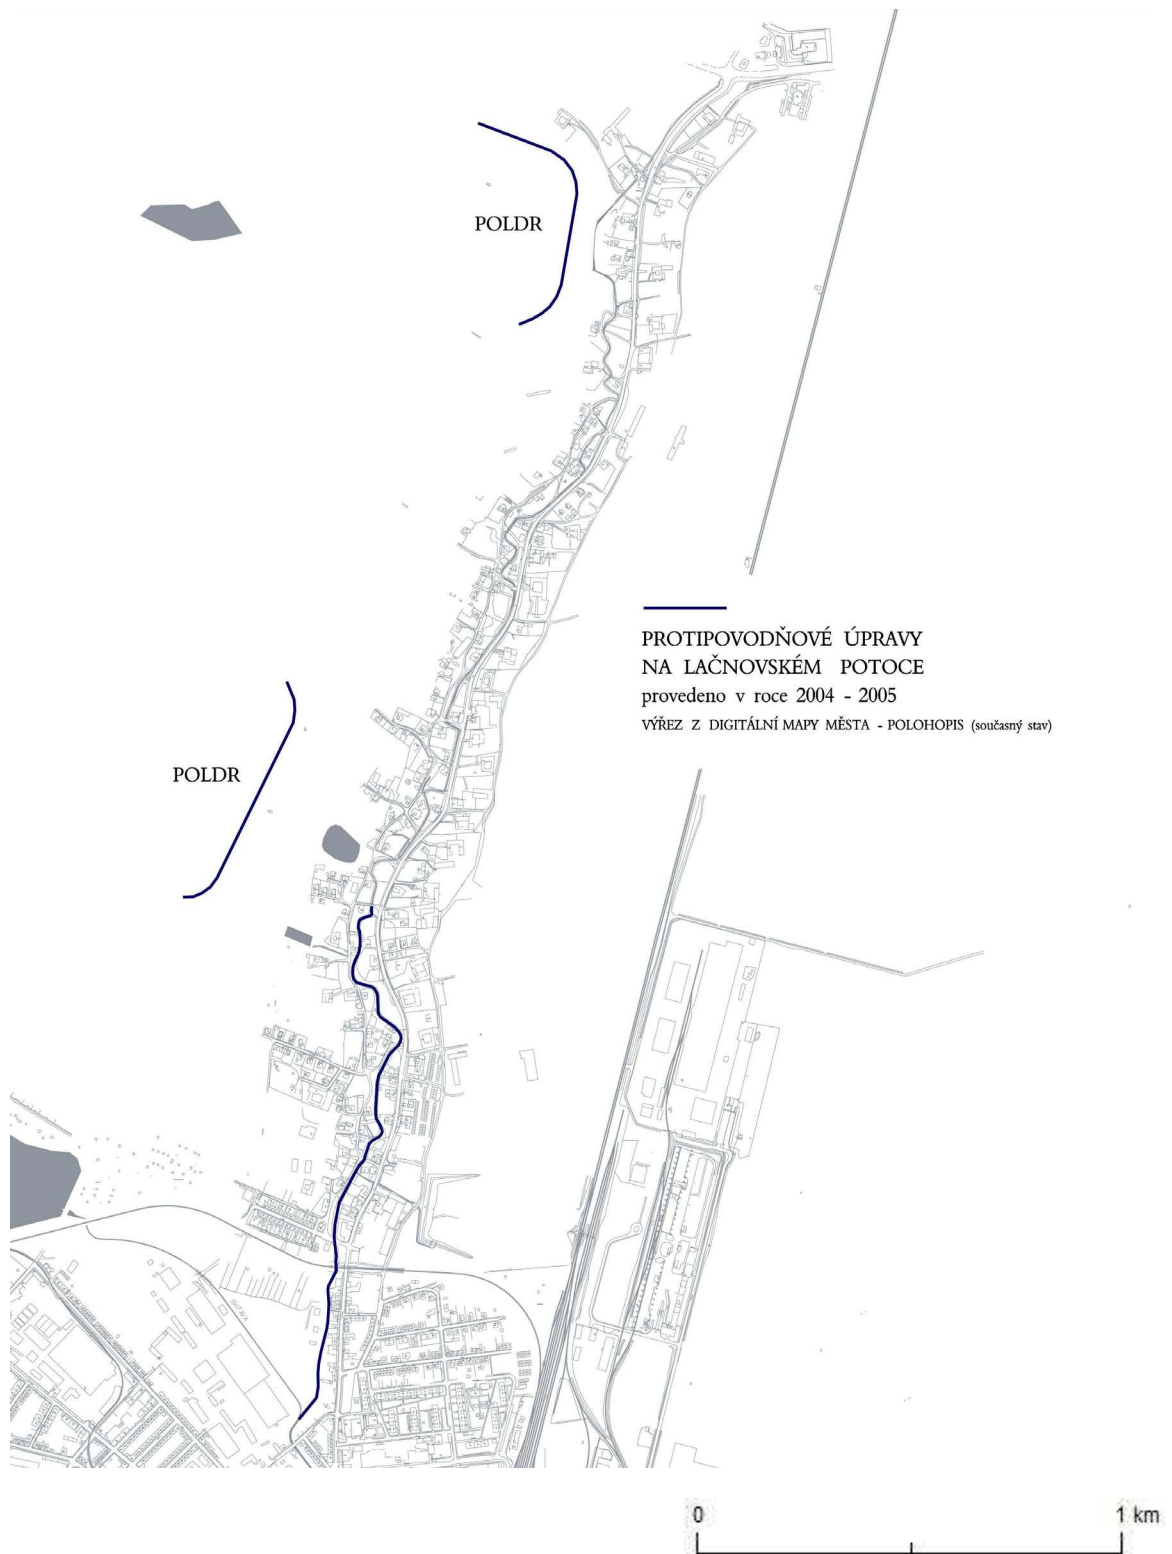 POLDR
PROTIPOVODŇOVÉ ÚPRAVY
NA LAČNOVSKÉM POTOCE
provedeno v roce 2004 - 2005
VÝŘEZ Z DIGITÁLNÍ MAPY MĚSTA - POLOHOPIS (současný stav)
POLDR
SVITAVA
0 1 km